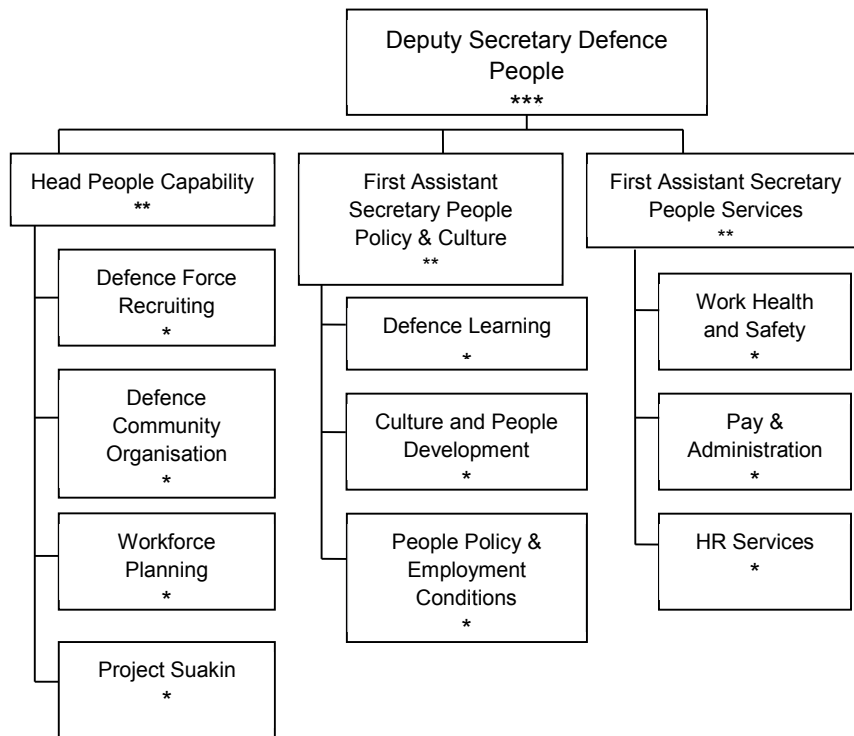 Deputy Secretary Defence
People
***
Head People Capability
**
Defence Force
Recruiting
*
Defence
Community
Organisation
*
Workforce
Planning
*
Project Suakin
*
First Assistant
Secretary People
Policy & Culture
**
Defence Learning
*
Culture and People
Development
*
People Policy &
Employment
Conditions
*
First Assistant Secretary
People Services
**
Work Health
and Safety
*
Pay &
Administration
*
HR Services
*